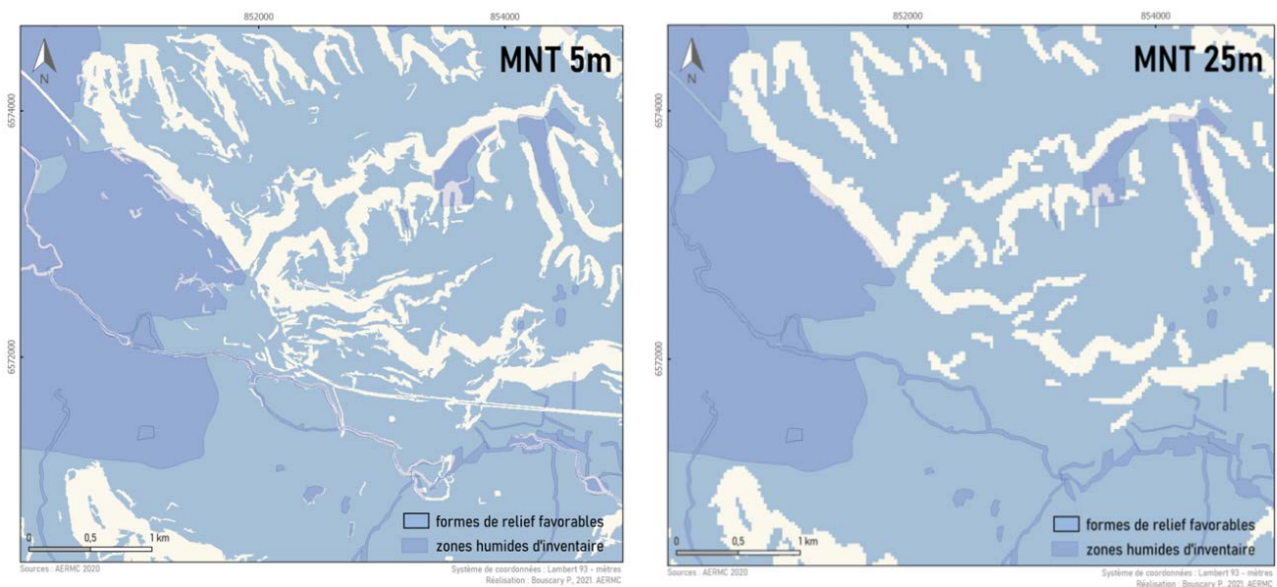 852000
854000
MNT 5m
N
6574000
6572000
formes de relief favorables
zones humides d'inventaire
0
0,5
1 km
Sources : AERMC 2020
Système de coordonnées : Lambert 93 - mètres
Réalisation : Bouscary P., 2021. AERMC
852000
854000
MNT 25m
N
6574000
6572000
formes de relief favorables
zones humides d'inventaire
0
0,5
1 km
Sources : AERMC 2020
Système de coordonnées : Lambert 93 - mètres
Réalisation : Bouscary P., 2021. AERMC